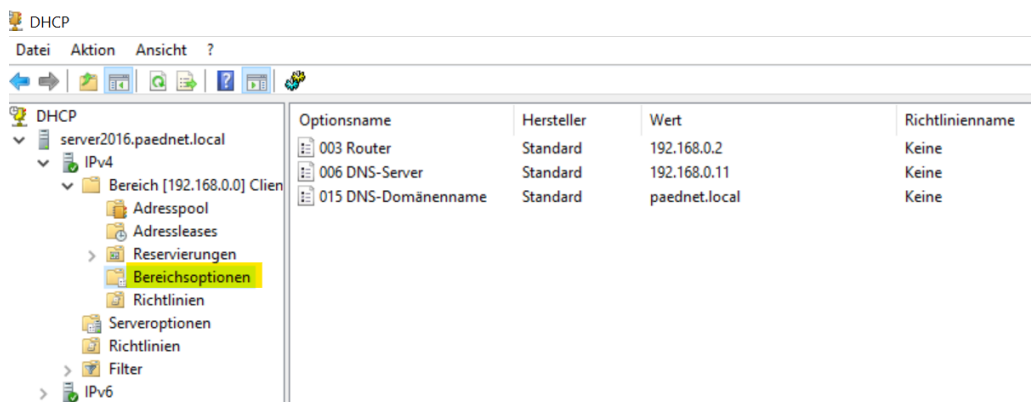 DHCP
Datei Aktion Ansicht ?
DHCP
server2016.paednet.local
IPv4
Bereich [192.168.0.0] Clien
Adresspool
Adressleases
Reservierungen
Bereichsoptionen
Richtlinien
Serveroptionen
Richtlinien
Filter
IPv6
Optionsname Hersteller Wert Richtlinienname
003 Router Standard 192.168.0.2 Keine
006 DNS-Server Standard 192.168.0.11 Keine
015 DNS-Domänenname Standard paednet.local Keine